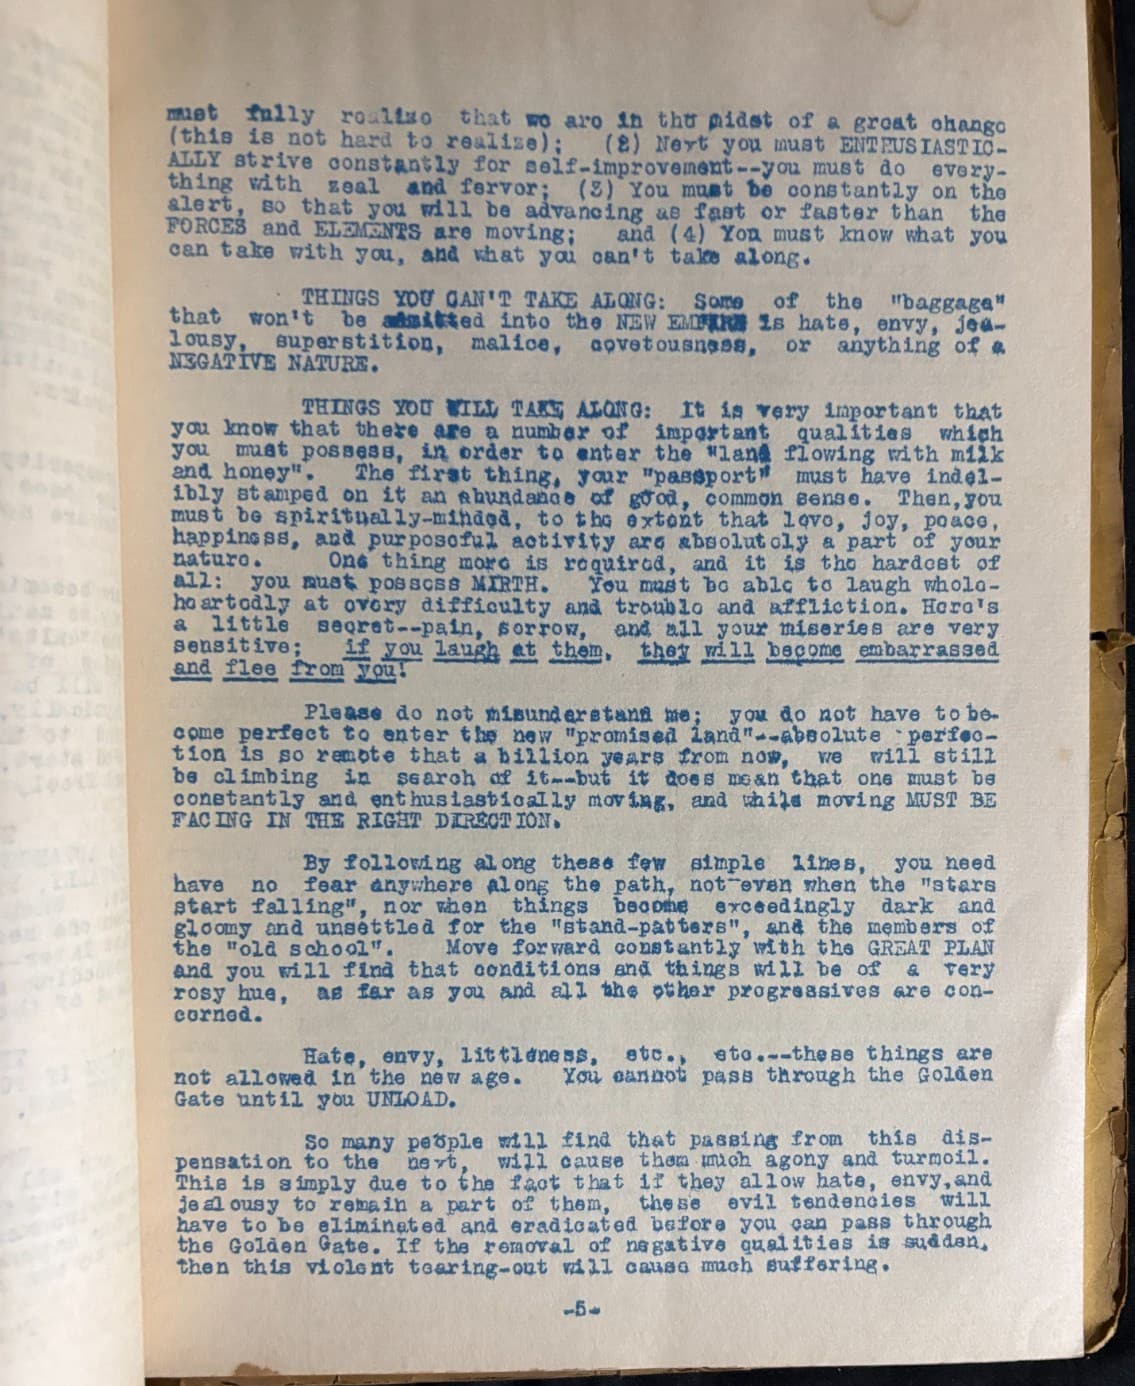 must fully realize that we are in the midst of a great change
(this is not hard to realize); (2) Next you must ENTHUSIASTIC-
ALLY strive constantly for self-improvement--you must do every-
thing with zeal and fervor; (3) You must be constantly on the
alert, so that you will be advancing as fast or faster than the
FORCES and ELEMENTS are moving; and (4) You must know what you
can take with you, and what you can't take along.
THINGS YOU CAN'T TAKE ALONG: Some of the "baggage"
that won't be admitted into the NEW EMPIRE is hate, envy, jea-
lousy, superstition, malice, covetousness, or anything of a
NEGATIVE NATURE.
THINGS YOU WILL TAKE ALONG: It is very important that
you know that there are a number of important qualities which
you must possess, in order to enter the "land flowing with milk
and honey". The first thing, your "passport" must have indel-
ibly stamped on it an abundance of good, common sense. Then, you
must be spiritually-minded, to the extent that love, joy, peace,
happiness, and purposeful activity are absolutely a part of your
nature. One thing more is required, and it is the hardest of
all: you must possess MIRTH. You must be able to laugh whole-
heartedly at every difficulty and trouble and affliction. Here's
a little secret--pain, sorrow, and all your miseries are very
sensitive; if you laugh at them, they will become embarrassed
and flee from you!
Please do not misunderstand me; you do not have to be-
come perfect to enter the new "promised land"--absolute perfec-
tion is so remote that a billion years from now, we will still
be climbing in search of it--but it does mean that one must be
constantly and enthusiastically moving, and while moving MUST BE
FACING IN THE RIGHT DIRECTION.
By following along these few simple lines, you need
have no fear anywhere along the path, not even when the "stars
start falling", nor when things become exceedingly dark and
gloomy and unsettled for the "stand-patters", and the members of
the "old school". Move forward constantly with the GREAT PLAN
and you will find that conditions and things will be of a very
rosy hue, as far as you and all the other progressives are con-
cerned.
Hate, envy, littleness, etc., etc.--these things are
not allowed in the new age. You cannot pass through the Golden
Gate until you UNLOAD.
So many people will find that passing from this dis-
pensation to the next, will cause them much agony and turmoil.
This is simply due to the fact that if they allow hate, envy, and
jealousy to remain a part of them, these evil tendencies will
have to be eliminated and eradicated before you can pass through
the Golden Gate. If the removal of negative qualities is sudden,
then this violent tearing-out will cause much suffering.
-5-